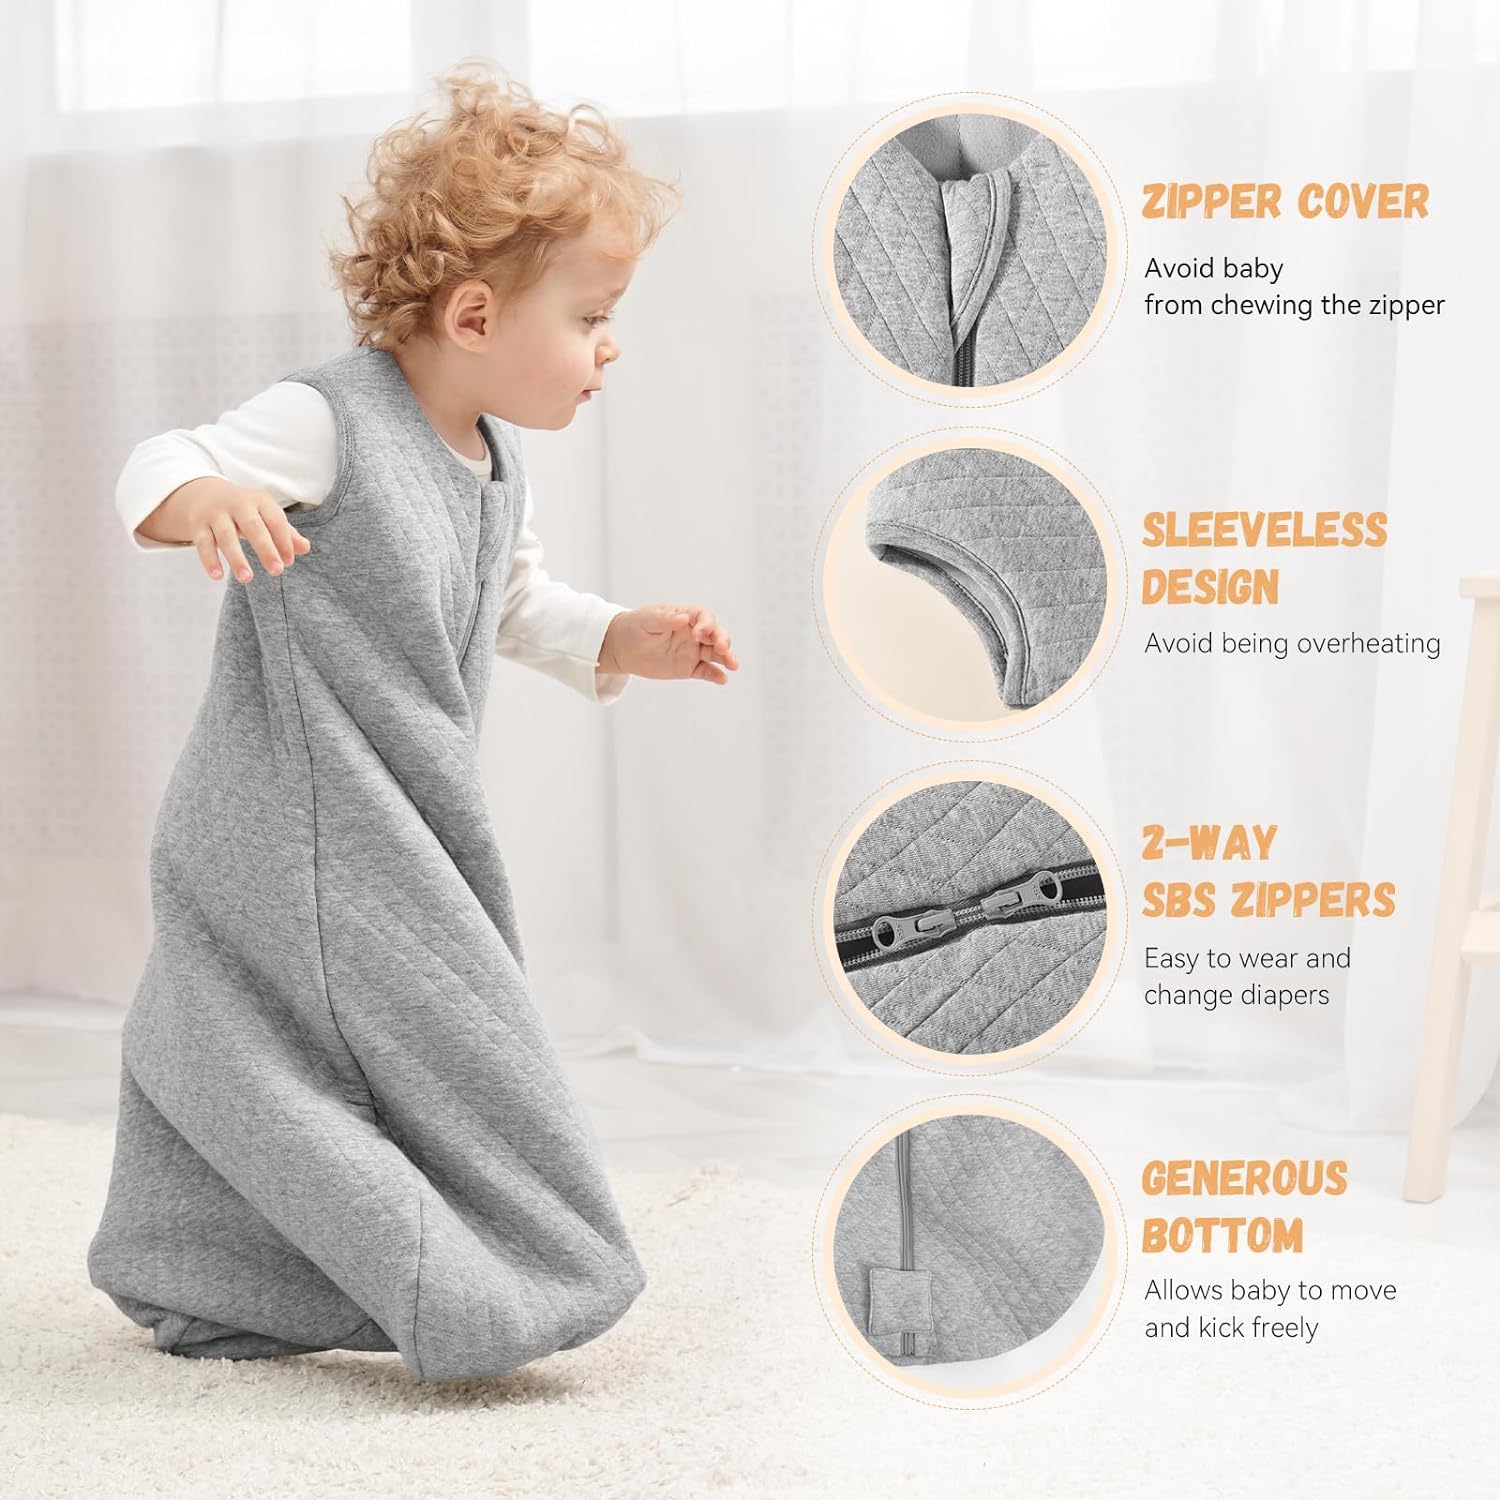 ZIPPER COVER
Avoid baby
from chewing the zipper
SLEEVELESS
DESIGN
Avoid being overheating
2-WAY
SBS ZIPPERS
Easy to wear and
change diapers
GENEROUS
BOTTOM
Allows baby to move
and kick freely